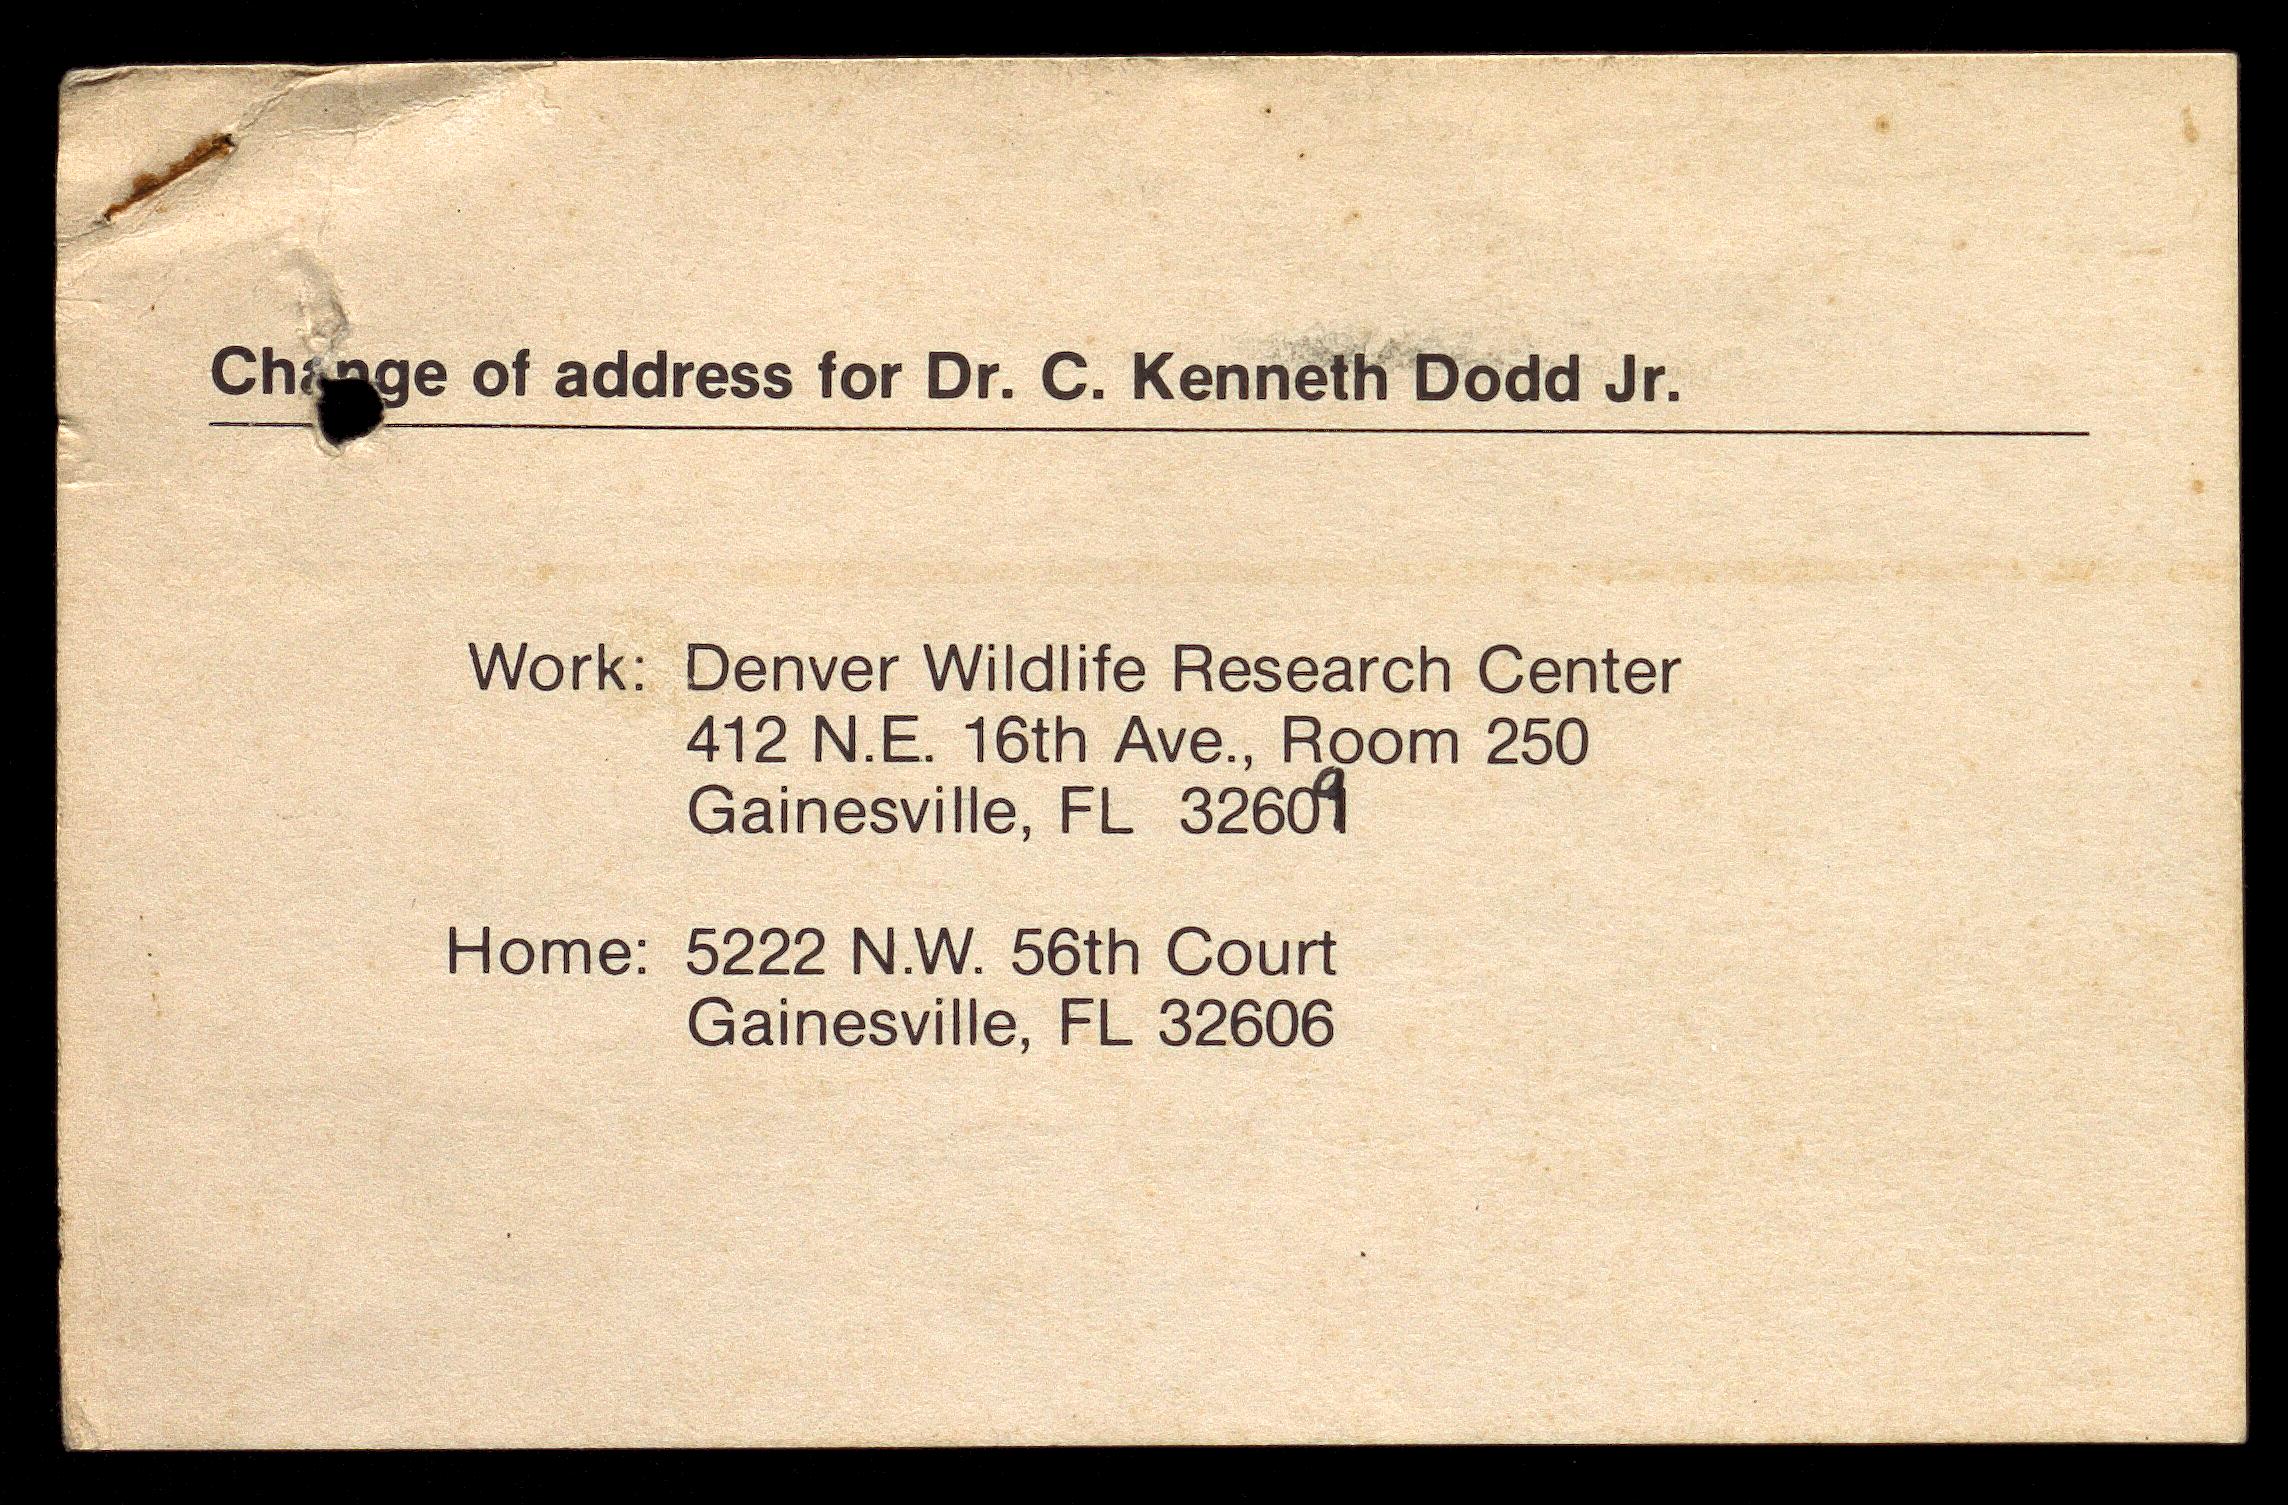 Change of address for Dr. C. Kenneth Dodd Jr.
Work: Denver Wildlife Research Center
412 N.E. 16th Ave., Room 250
Gainesville, FL 32609
Home: 5222 N.W. 56th Court
Gainesville, FL 32606